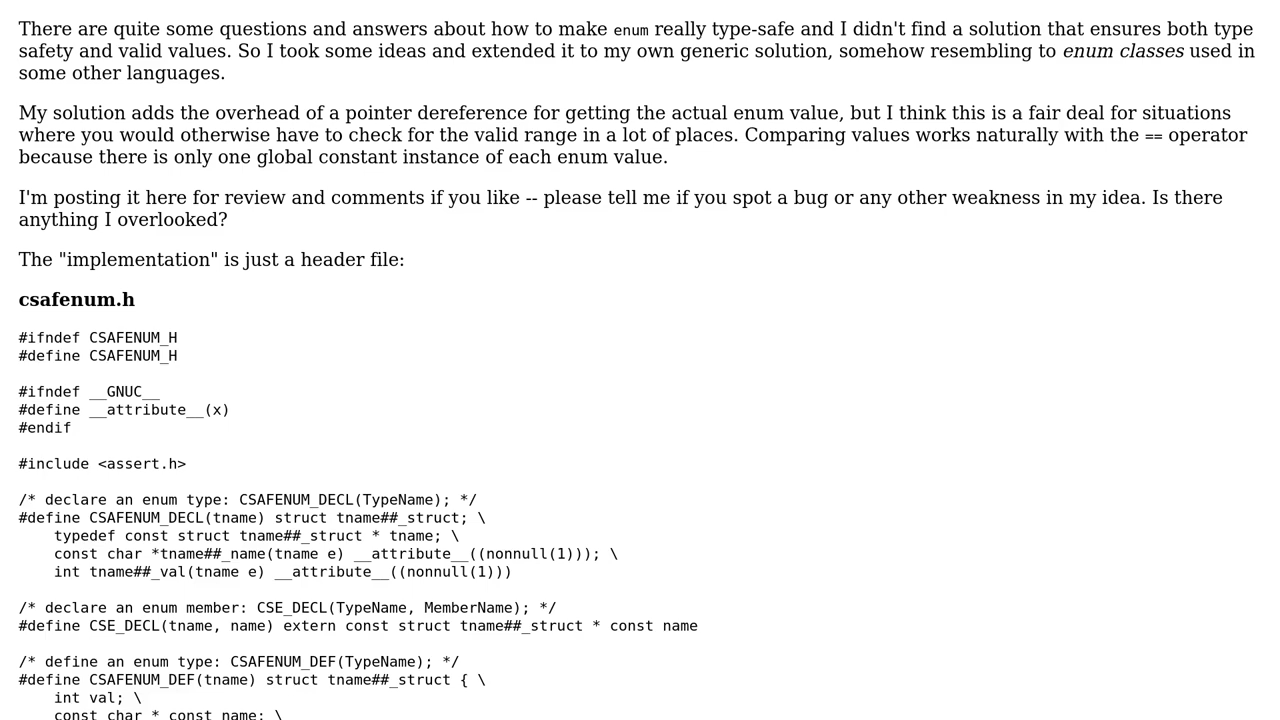 There are quite some questions and answers about how to make enum really type-safe and I didn't find a solution that ensures both type
safety and valid values. So I took some ideas and extended it to my own generic solution, somehow resembling to enum classes used in
some other languages.
My solution adds the overhead of a pointer dereference for getting the actual enum value, but I think this is a fair deal for situations
where you would otherwise have to check for the valid range in a lot of places. Comparing values works naturally with the == operator
because there is only one global constant instance of each enum value.
I'm posting it here for review and comments if you like -- please tell me if you spot a bug or any other weakness in my idea. Is there
anything I overlooked?
The "implementation" is just a header file:
csafenum.h
#ifndef CSAFENUM_H
#define CSAFENUM_H
#ifndef __GNUC__
#define __attribute__(x)
#endif
#include <assert.h>
/* declare an enum type: CSAFENUM_DECL(TypeName); */
#define CSAFENUM_DECL(tname) struct tname##_struct; \
    typedef const struct tname##_struct * tname; \
    const char *tname##_name(tname e) __attribute__((nonnull(1))); \
    int tname##_val(tname e) __attribute__((nonnull(1)))
/* declare an enum member: CSE_DECL(TypeName, MemberName); */
#define CSE_DECL(tname, name) extern const struct tname##_struct * const name
/* define an enum type: CSAFENUM_DEF(TypeName); */
#define CSAFENUM_DEF(tname) struct tname##_struct { \
    int val; \
    const char * const name; \